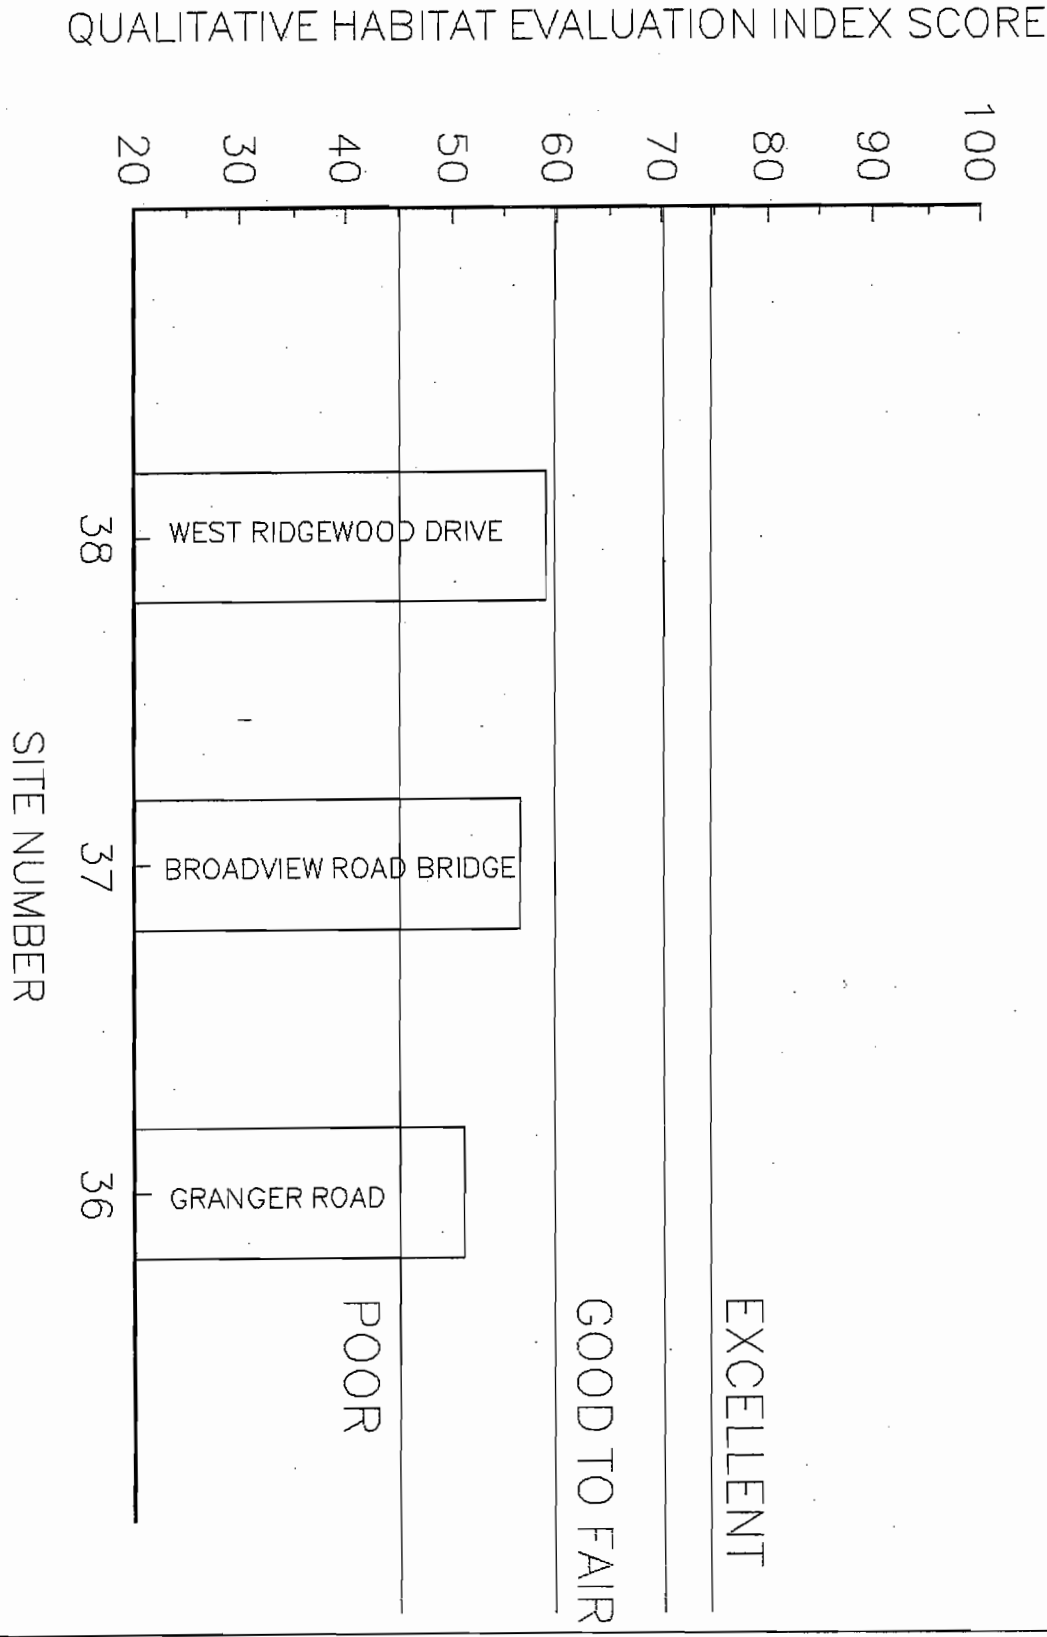 QUALITATIVE HABITAT EVALUATION INDEX SCORE
100
90
80
70
60
50
40
30
20
EXCELLENT
GOOD TO FAIR
POOR
WEST RIDGEWOOD DRIVE
BROADVIEW ROAD BRIDGE
GRANGER ROAD
38
37
36
SITE NUMBER